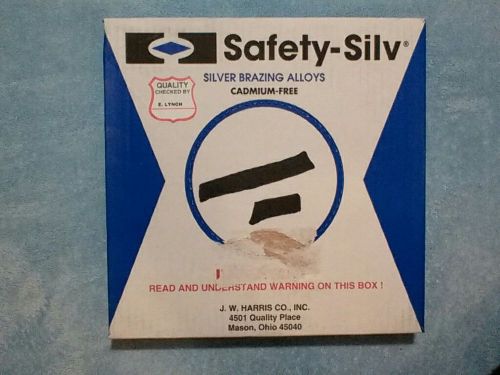 Safety-Silv®
SILVER BRAZING ALLOYS
CADMIUM-FREE
QUALITY
CHECKED BY
E. LYNCH
READ AND UNDERSTAND WARNING ON THIS BOX !
J. W. HARRIS CO., INC.
4501 Quality Place
Mason, Ohio 45040